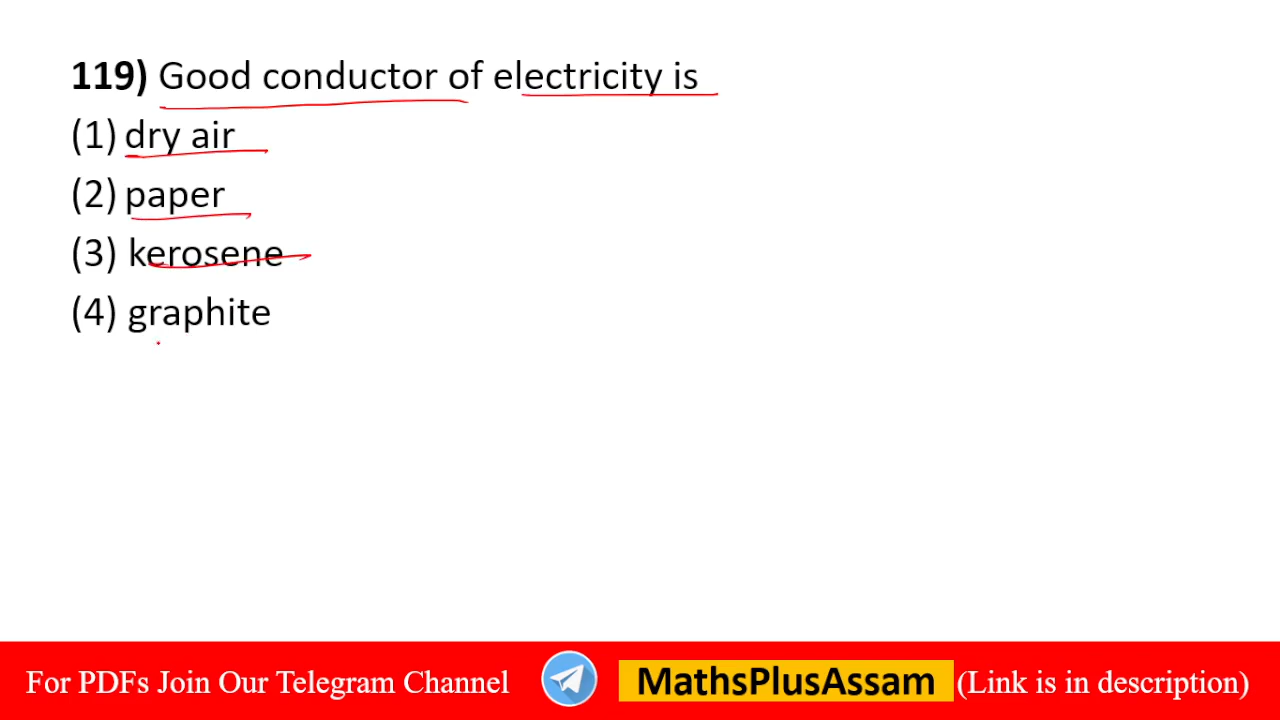 119) Good conductor of electricity is
(1) dry air
(2) paper
(3) kerosene
(4) graphite
For PDFs Join Our Telegram Channel MathsPlusAssam (Link is in description)